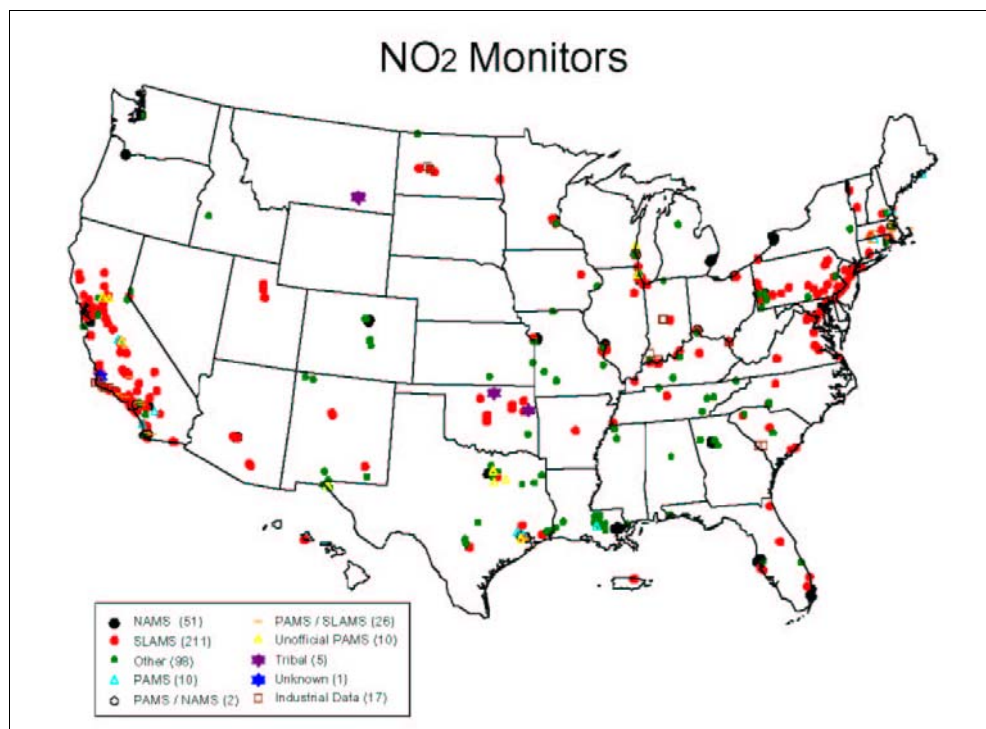 NO2 Monitors
NAMS (51)
SLAMS (211)
Other (98)
PAMS (10)
PAMS / NAMS (2)
PAMS / SLAMS (26)
Unofficial PAMS (10)
Tribal (5)
Unknown (1)
Industrial Data (17)